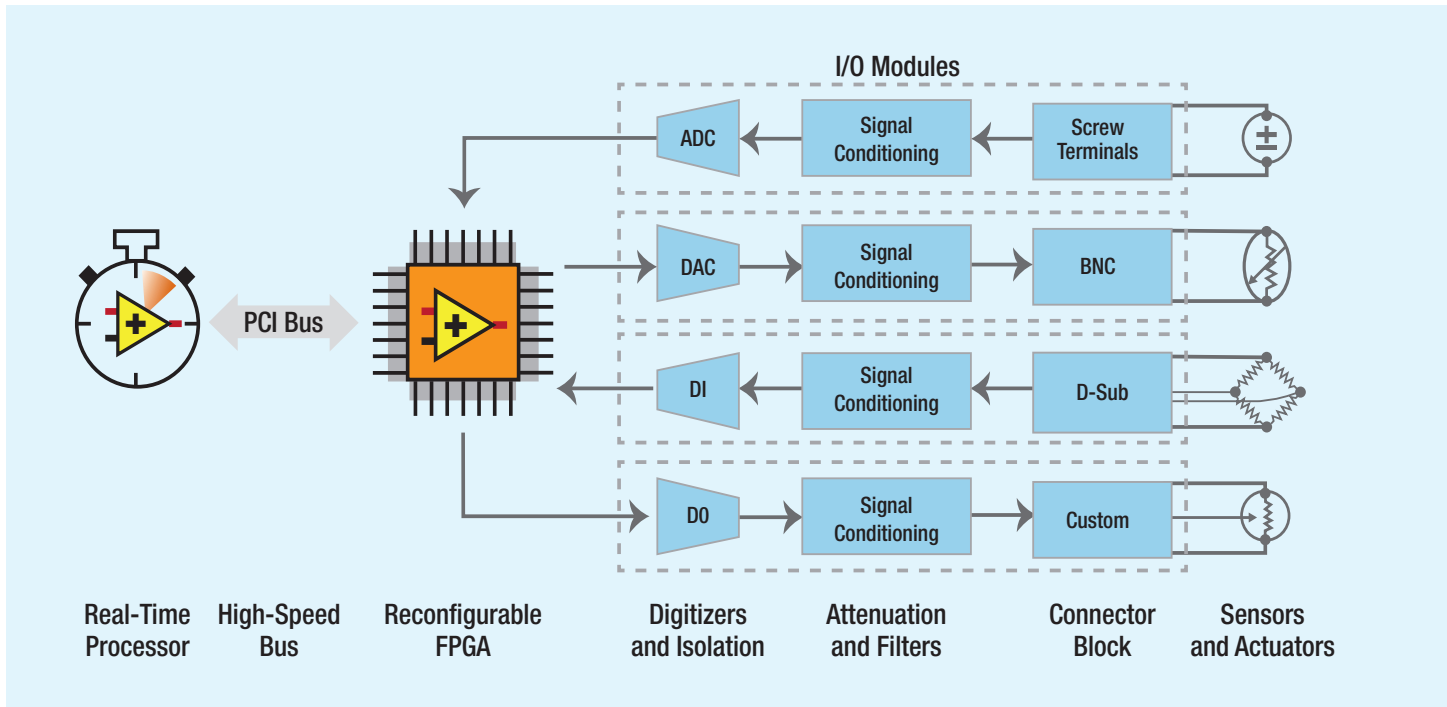 I/O Modules
ADC
Signal
Conditioning
Screw
Terminals
DAC
Signal
Conditioning
BNC
PCI Bus
DI
Signal
Conditioning
D-Sub
D0
Signal
Conditioning
Custom
Real-Time
Processor
High-Speed
Bus
Reconfigurable
FPGA
Digitizers
and Isolation
Attenuation
and Filters
Connector
Block
Sensors
and Actuators